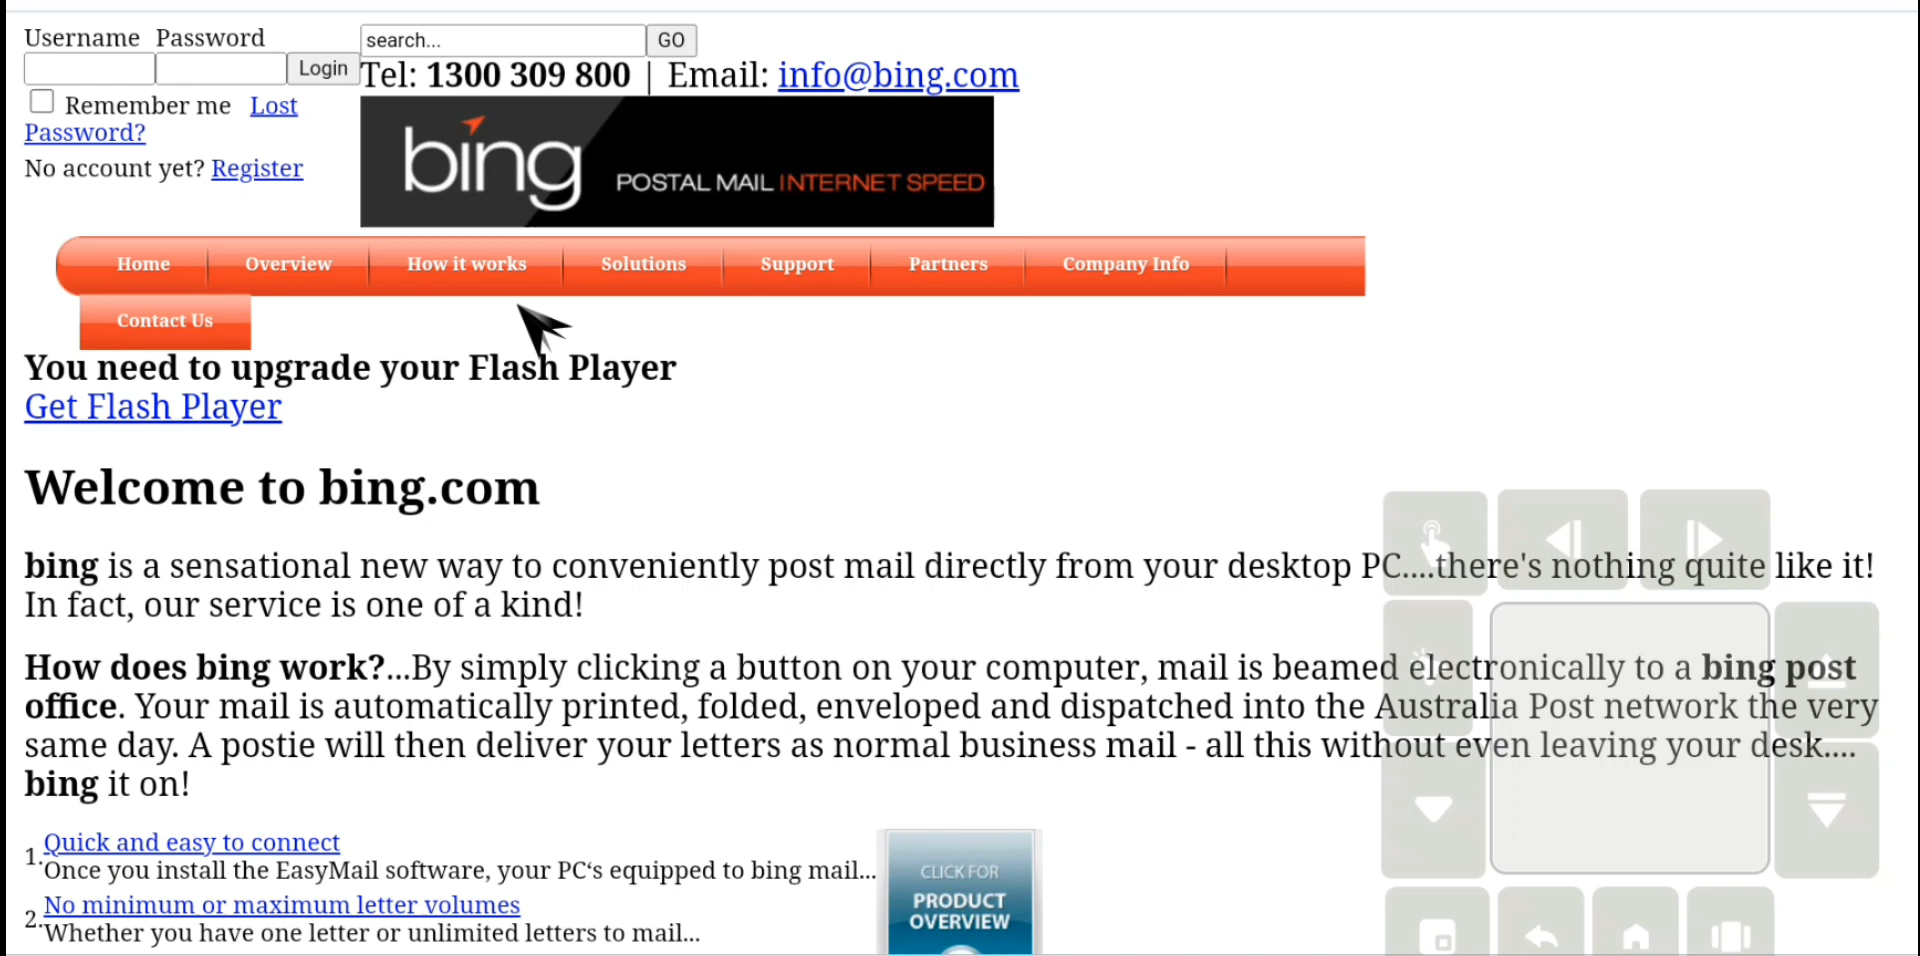 Username Password
Login
Remember me Lost
Password?
No account yet? Register
search... GO
Tel: 1300 309 800 | Email: info@bing.com
bing POSTAL MAIL INTERNET SPEED
Home Overview How it works Solutions Support Partners Company Info
Contact Us
You need to upgrade your Flash Player
Get Flash Player
Welcome to bing.com
bing is a sensational new way to conveniently post mail directly from your desktop PC....there's nothing quite like it!
In fact, our service is one of a kind!
How does bing work?...By simply clicking a button on your computer, mail is beamed electronically to a bing post
office. Your mail is automatically printed, folded, enveloped and dispatched into the Australia Post network the very
same day. A postie will then deliver your letters as normal business mail - all this without even leaving your desk....
bing it on!
1. Quick and easy to connect
Once you install the EasyMail software, your PC‘s equipped to bing mail...
2. No minimum or maximum letter volumes
Whether you have one letter or unlimited letters to mail...
CLICK FOR
PRODUCT
OVERVIEW